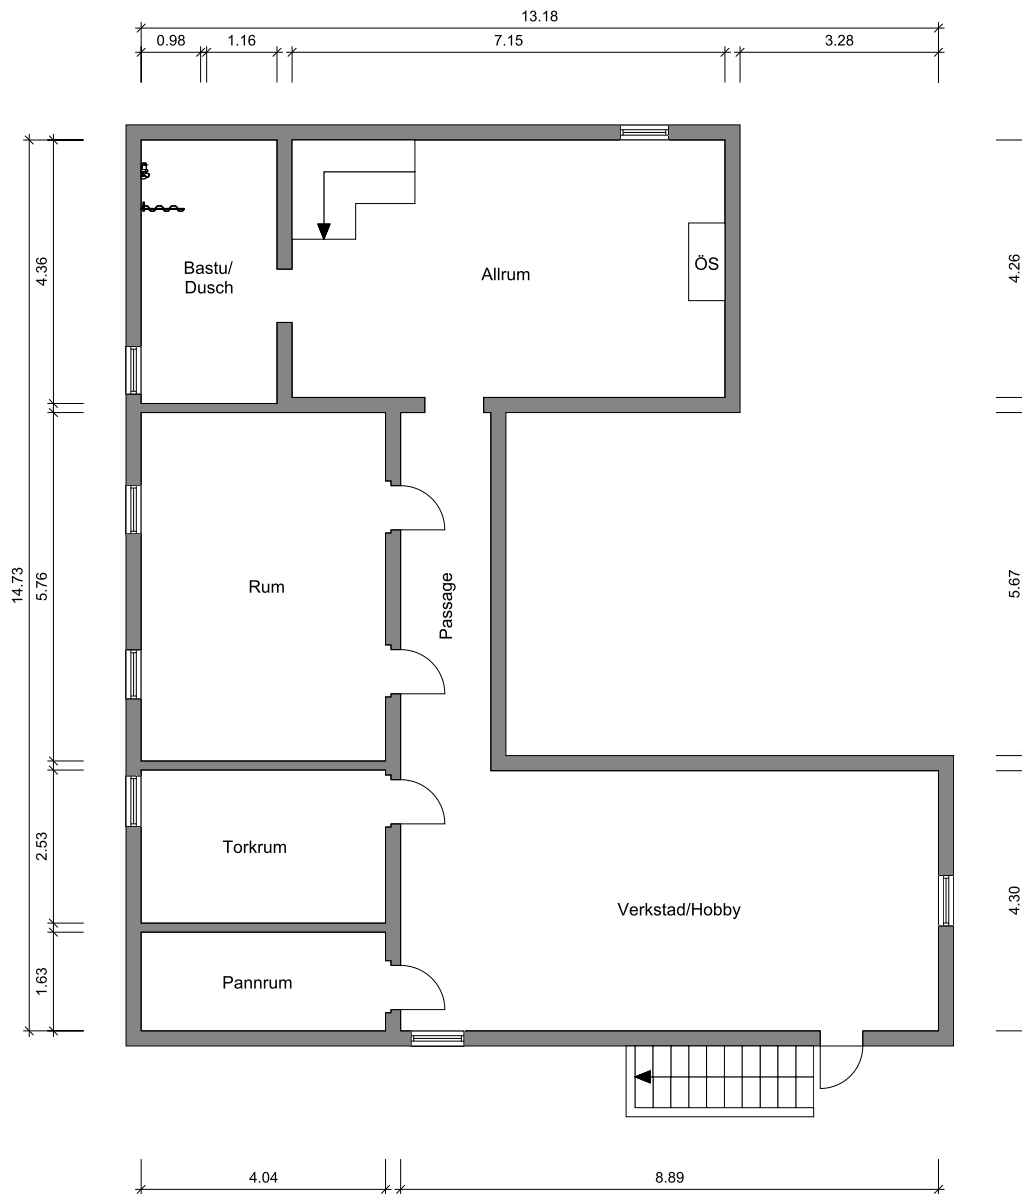 13.18
0.98
1.16
7.15
3.28
4.36
Bastu/
Dusch
Allrum
ÖS
4.26
14.73
5.76
Rum
Passage
5.67
2.53
Torkrum
Verkstad/Hobby
4.30
1.63
Pannrum
4.04
8.89